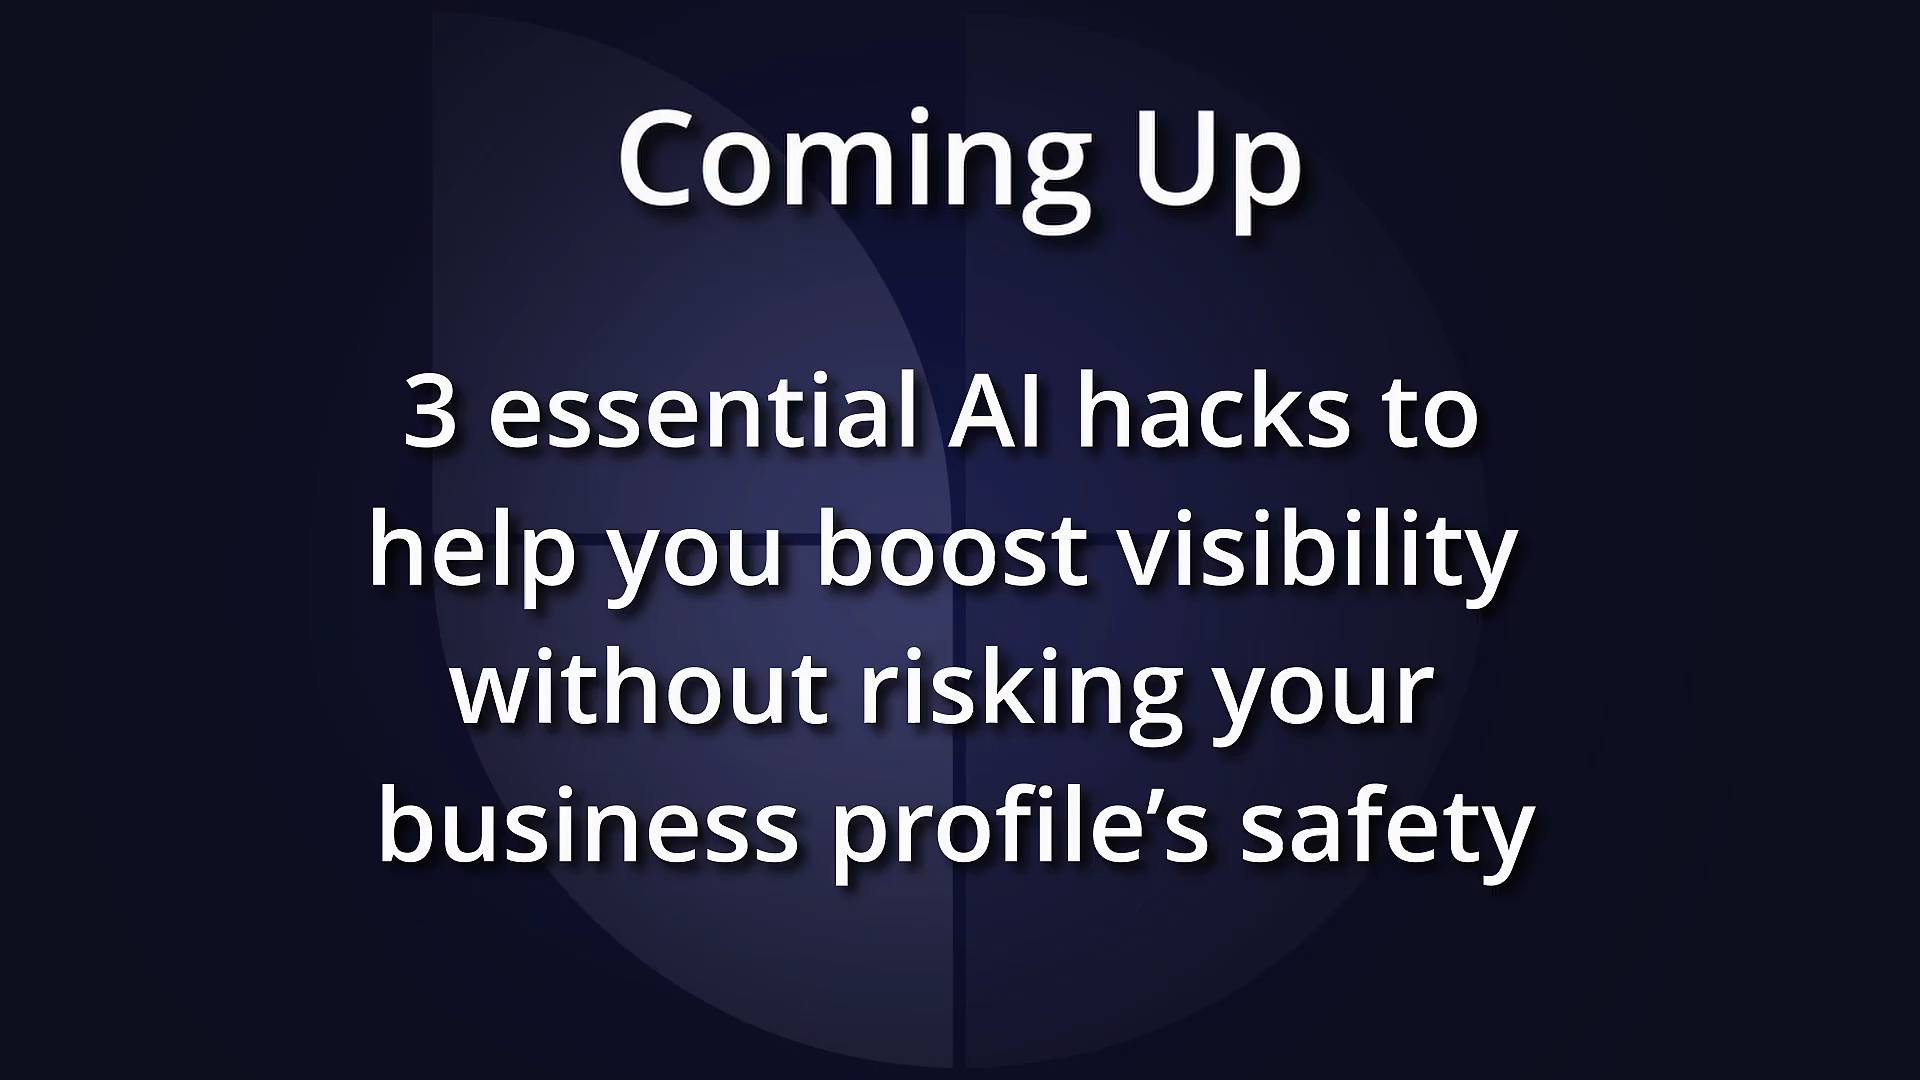 Coming Up
3 essential AI hacks to
help you boost visibility
without risking your
business profile’s safety